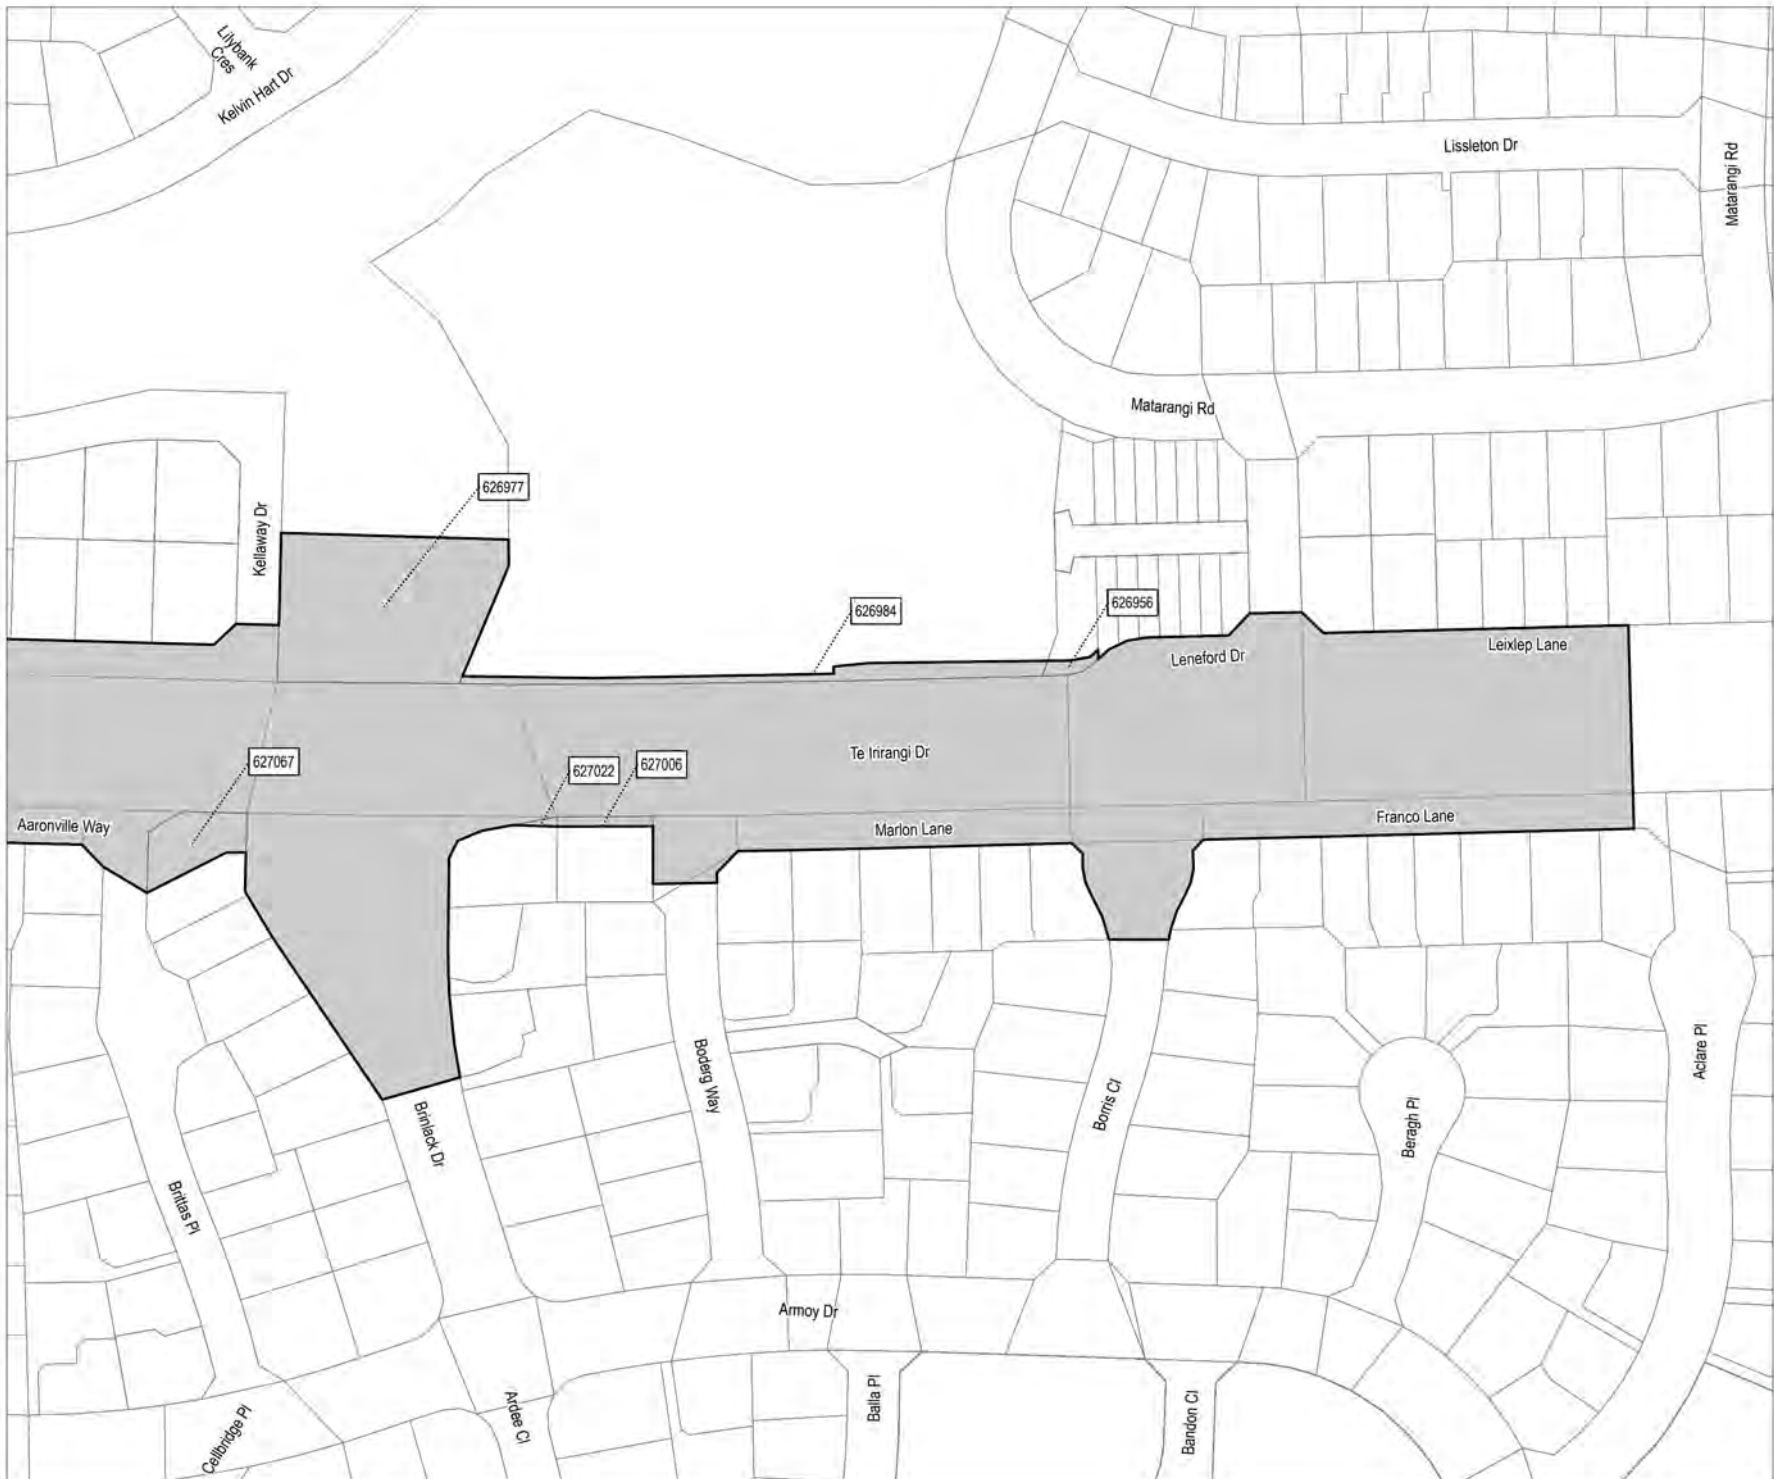 Lilybank
Cres
Kelvin Hart Dr
Lissleton Dr
Matarangi Rd
Matarangi Rd
626977
Kellaway Dr
626984
626956
Leneford Dr
Leixlep Lane
Te Irirangi Dr
627067
627022
627006
Aaronville Way
Marlon Lane
Franco Lane
Boderg Way
Borris Cl
Beragh Pl
Aclare Pl
Brinlack Dr
Brittas Pl
Armoy Dr
Balla Pl
Ardee Cl
Bandon Cl
Cellbridge Pl